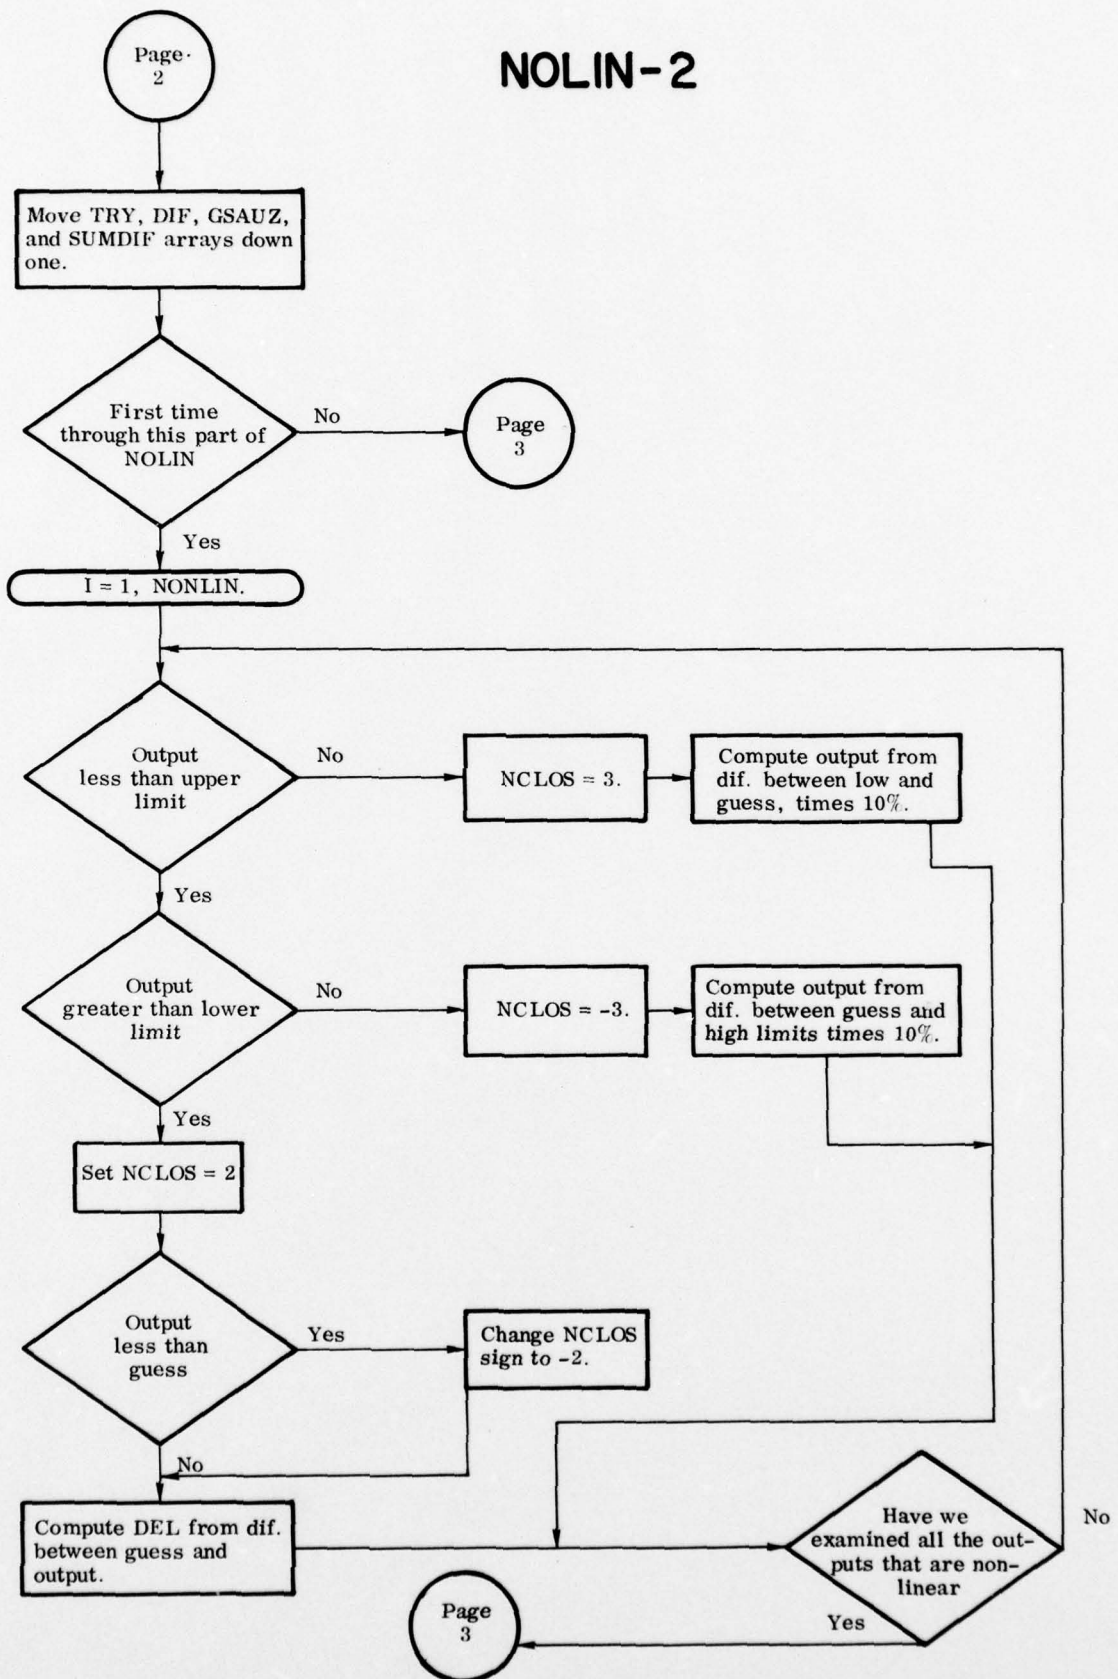 Page
2
NOLIN-2
Move TRY, DIF, GSAUZ,
and SUMDIF arrays down
one.
First time
through this part of
NOLIN
No
Page
3
Yes
I = 1, NONLIN.
Output
less than upper
limit
No
NCLOS = 3.
Compute output from
dif. between low and
guess, times 10%.
Yes
Output
greater than lower
limit
No
NCLOS = -3.
Compute output from
dif. between guess and
high limits times 10%.
Yes
Set NCLOS = 2
Output
less than
guess
Yes
Change NCLOS
sign to -2.
No
Compute DEL from dif.
between guess and
output.
Have we
examined all the out-
puts that are non-
linear
No
Yes
Page
3